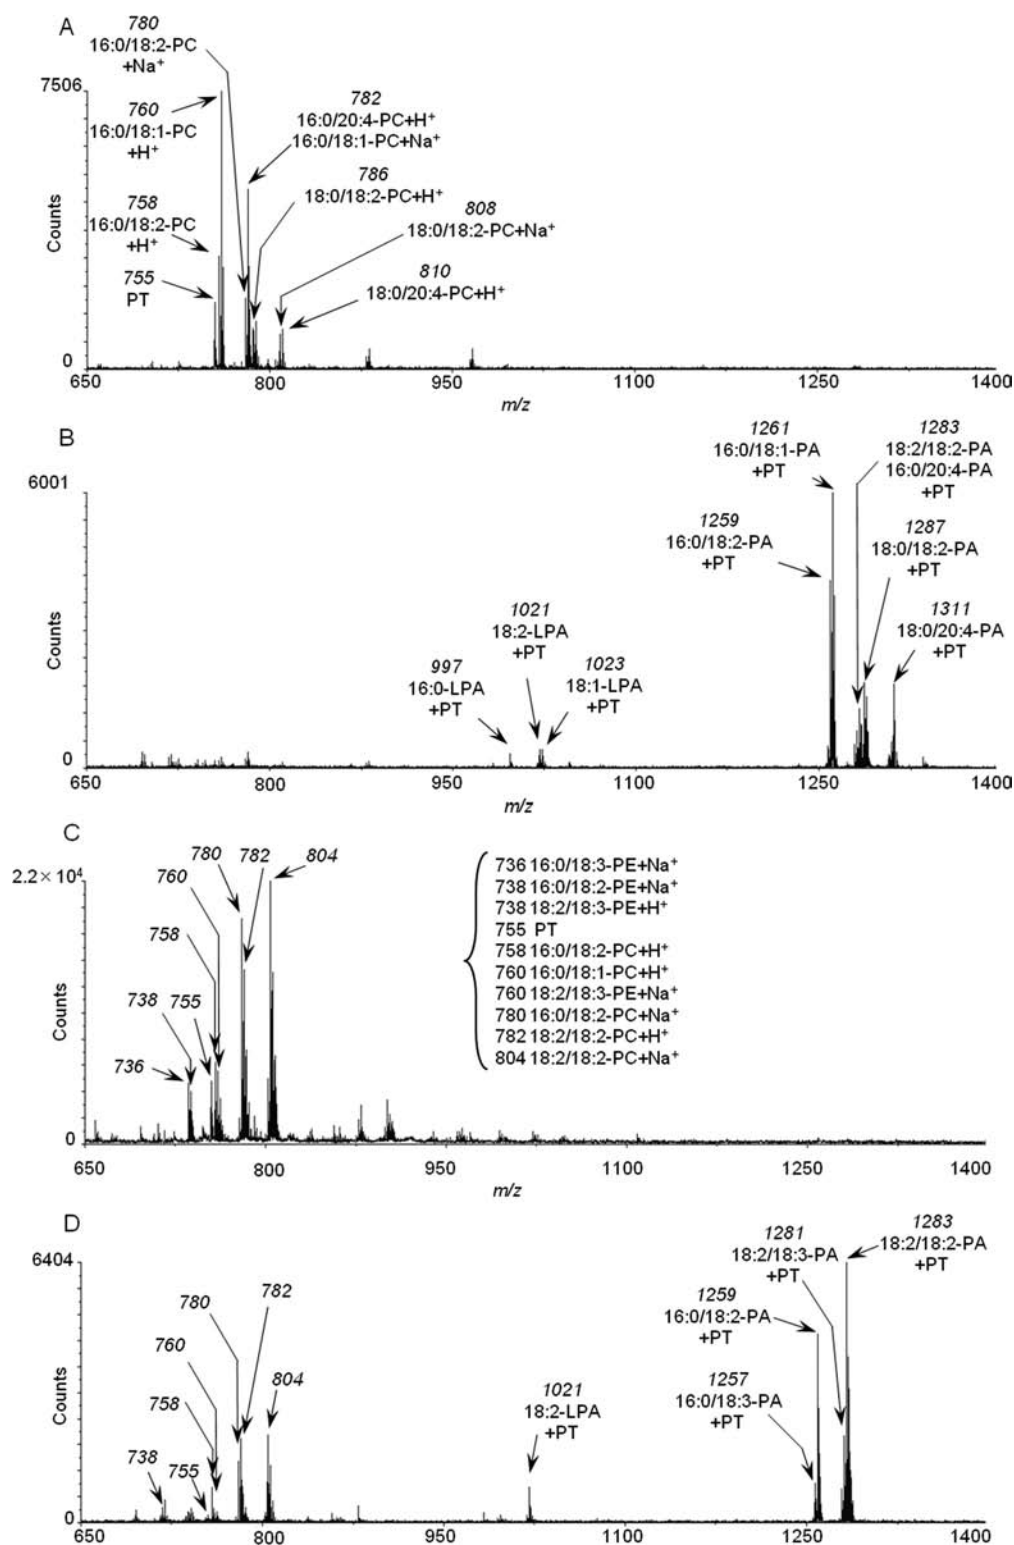 A
780
16:0/18:2-PC
+Na⁺
7506
760
16:0/18:1-PC
+H⁺
782
16:0/20:4-PC+H⁺
16:0/18:1-PC+Na⁺
786
18:0/18:2-PC+H⁺
758
16:0/18:2-PC
+H⁺
808
18:0/18:2-PC+Na⁺
755
PT
810
18:0/20:4-PC+H⁺
Counts
0
650 800 950 1100 1250 1400
m/z
B
6001
1261
16:0/18:1-PA
+PT
1283
18:2/18:2-PA
16:0/20:4-PA
+PT
1259
16:0/18:2-PA
+PT
1287
18:0/18:2-PA
+PT
1021
18:2-LPA
+PT
1311
18:0/20:4-PA
+PT
997
16:0-LPA
+PT
1023
18:1-LPA
+PT
Counts
0
650 800 950 1100 1250 1400
m/z
C
2.2×10⁴
780
782
804
760
758
738
755
736
736 16:0/18:3-PE+Na⁺
738 16:0/18:2-PE+Na⁺
738 18:2/18:3-PE+H⁺
755 PT
758 16:0/18:2-PC+H⁺
760 16:0/18:1-PC+H⁺
760 18:2/18:3-PE+Na⁺
780 16:0/18:2-PC+Na⁺
782 18:2/18:2-PC+H⁺
804 18:2/18:2-PC+Na⁺
Counts
0
650 800 950 1100 1250 1400
m/z
D
6404
1281
18:2/18:3-PA
+PT
1283
18:2/18:2-PA
+PT
780
782
1259
16:0/18:2-PA
+PT
760
758
804
1021
18:2-LPA
+PT
1257
16:0/18:3-PA
+PT
738
755
Counts
0
650 800 950 1100 1250 1400
m/z